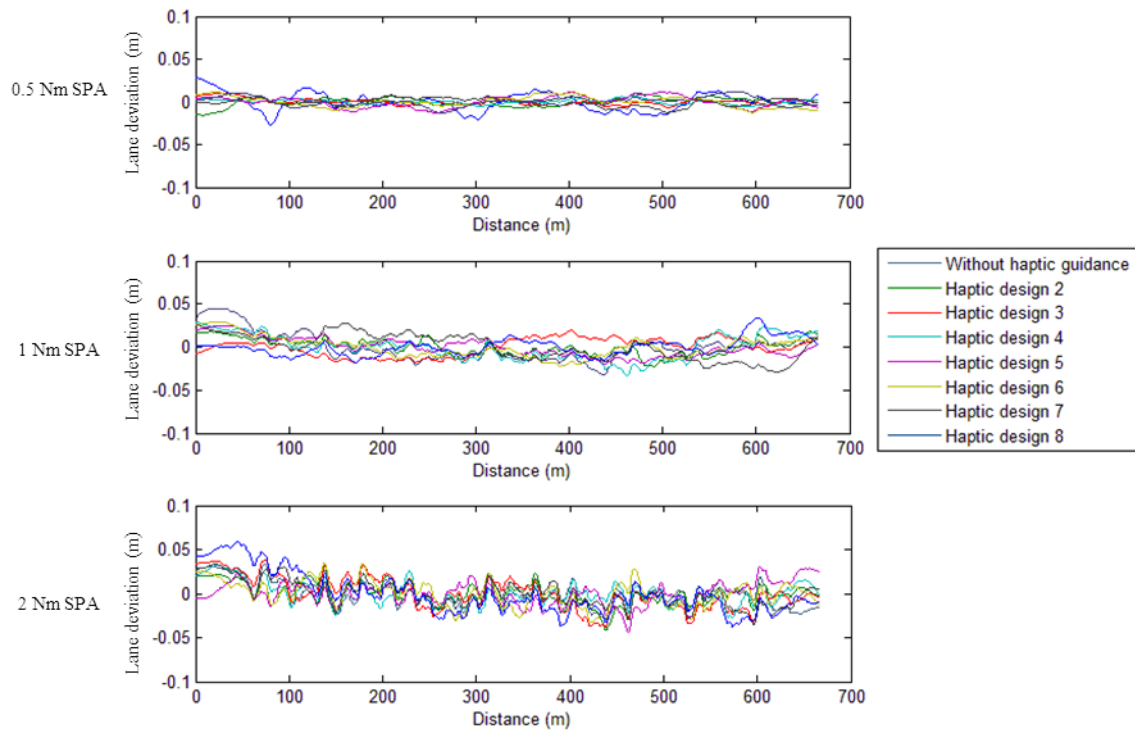 0.5 Nm SPA
Lane deviation (m)
0.1
0.05
0
-0.05
-0.1
0 100 200 300 400 500 600 700
Distance (m)
1 Nm SPA
Lane deviation (m)
0.1
0.05
0
-0.05
-0.1
0 100 200 300 400 500 600 700
Distance (m)
Without haptic guidance
Haptic design 2
Haptic design 3
Haptic design 4
Haptic design 5
Haptic design 6
Haptic design 7
Haptic design 8
2 Nm SPA
Lane deviation (m)
0.1
0.05
0
-0.05
-0.1
0 100 200 300 400 500 600 700
Distance (m)